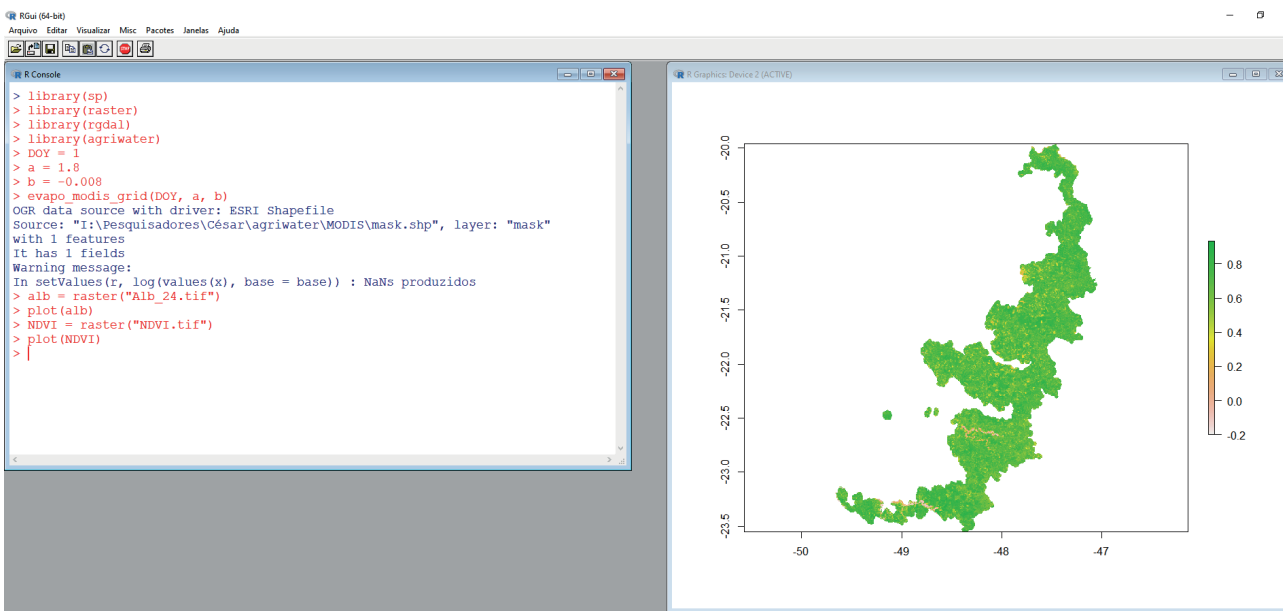 RGui (64-bit)
Arquivo Editar Visualizar Misc Pacotes Janelas Ajuda
STOP
R Console
> library(sp)
> library(raster)
> library(rgdal)
> library(agriwater)
> DOY = 1
> a = 1.8
> b = -0.008
> evapo_modis_grid(DOY, a, b)
OGR data source with driver: ESRI Shapefile
Source: "I:\Pesquisadores\César\agriwater\MODIS\mask.shp", layer: "mask"
with 1 features
It has 1 fields
Warning message:
In setValues(r, log(values(x), base = base)) : NaNs produzidos
> alb = raster("Alb_24.tif")
> plot(alb)
> NDVI = raster("NDVI.tif")
> plot(NDVI)
>
R Graphics: Device 2 (ACTIVE)
-20.0
-20.5
-21.0
-21.5
-22.0
-22.5
-23.0
-23.5
-50 -49 -48 -47
0.8
0.6
0.4
0.2
0.0
-0.2